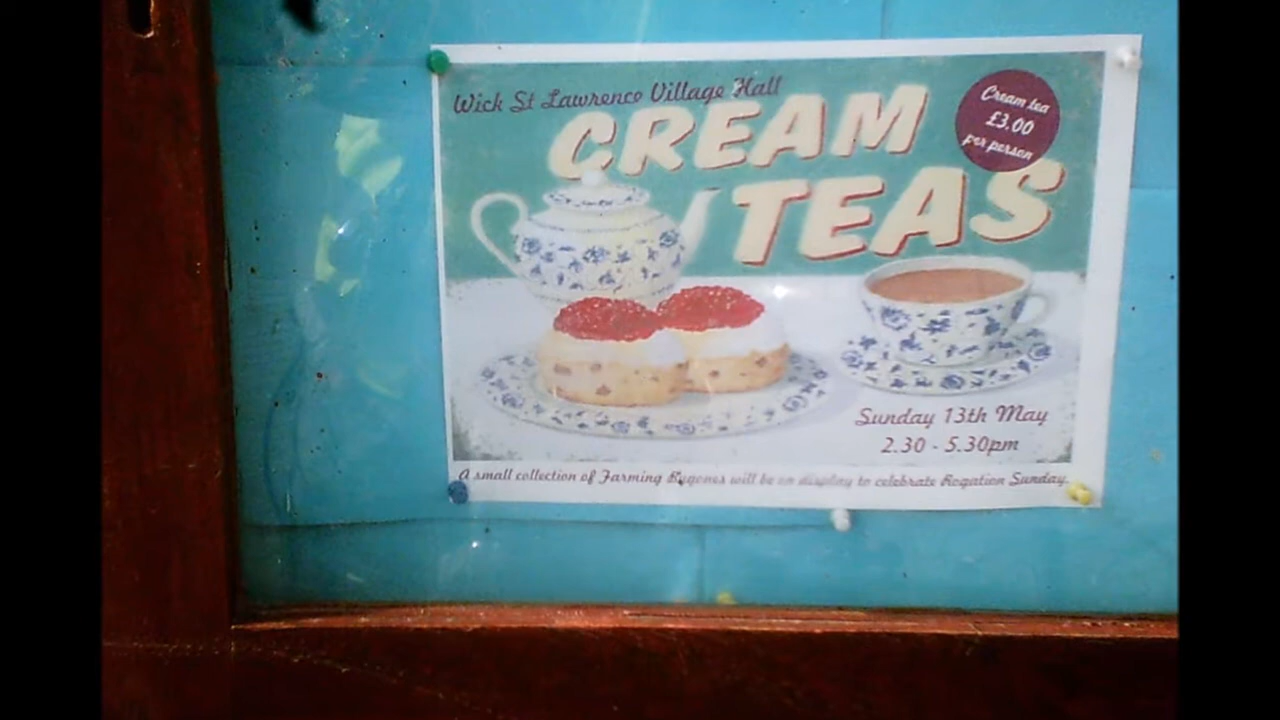 Wick St Lawrence Village Hall
CREAM
TEAS
Cream tea
£3.00
per person
Sunday 13th May
2.30 - 5.30pm
A small collection of Farming Bygones will be on display to celebrate Rogation Sunday.